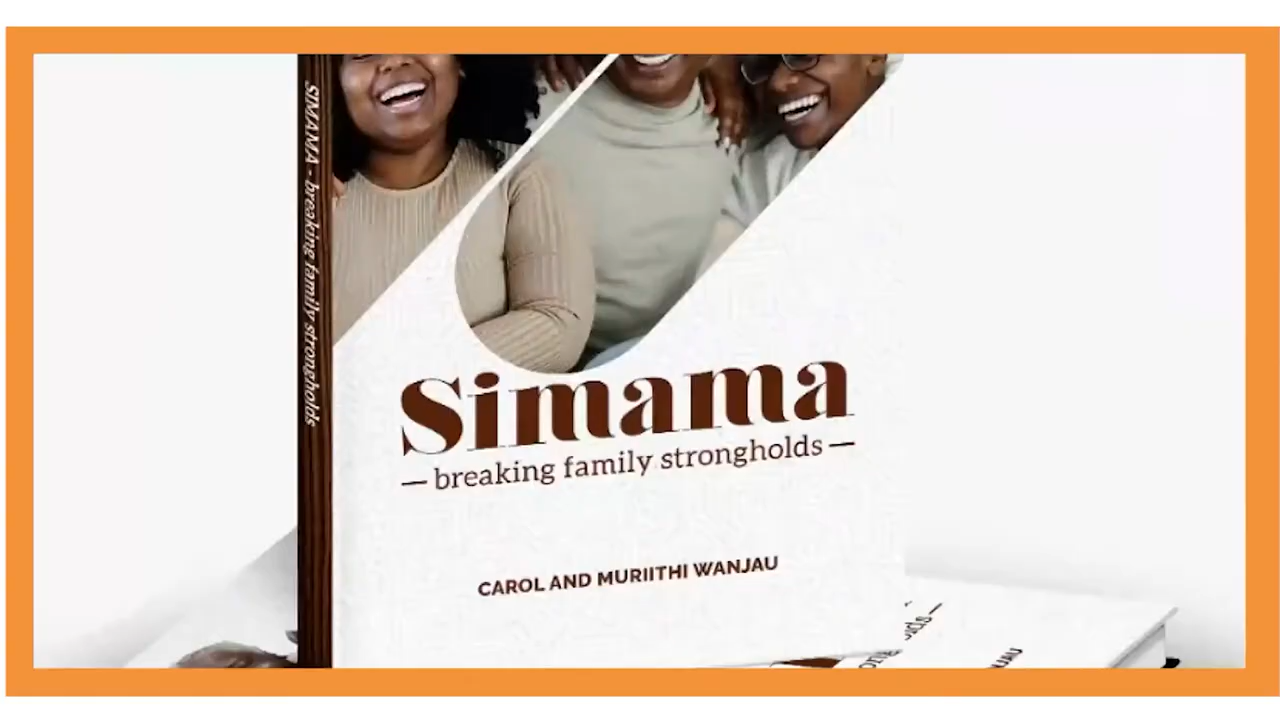 SIMAMA - breaking family strongholds
Simama
— breaking family strongholds —
CAROL AND MURIITHI WANJAU